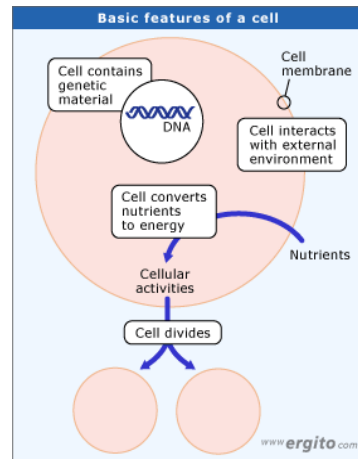 Basic features of a cell
Cell contains
genetic
material
DNA
Cell
membrane
Cell interacts
with external
environment
Cell converts
nutrients
to energy
Nutrients
Cellular
activities
Cell divides
www.ergito.com